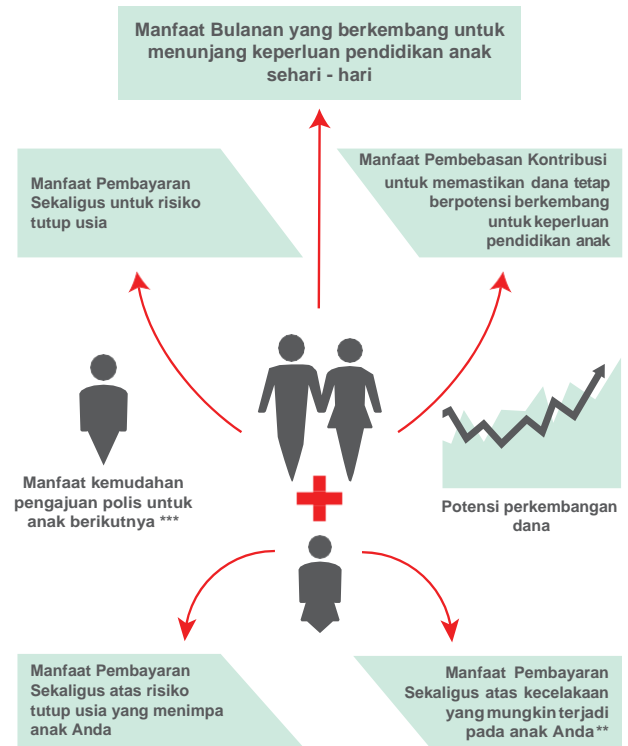 Manfaat Bulanan yang berkembang untuk
menunjang keperluan pendidikan anak
sehari - hari
Manfaat Pembayaran
Sekaligus untuk risiko
tutup usia
Manfaat Pembebasan Kontribusi
untuk memastikan dana tetap
berpotensi berkembang
untuk keperluan
pendidikan anak
Manfaat kemudahan
pengajuan polis untuk
anak berikutnya ***
Potensi perkembangan
dana
Manfaat Pembayaran
Sekaligus atas risiko
tutup usia yang menimpa
anak Anda
Manfaat Pembayaran
Sekaligus atas kecelakaan
yang mungkin terjadi
pada anak Anda**